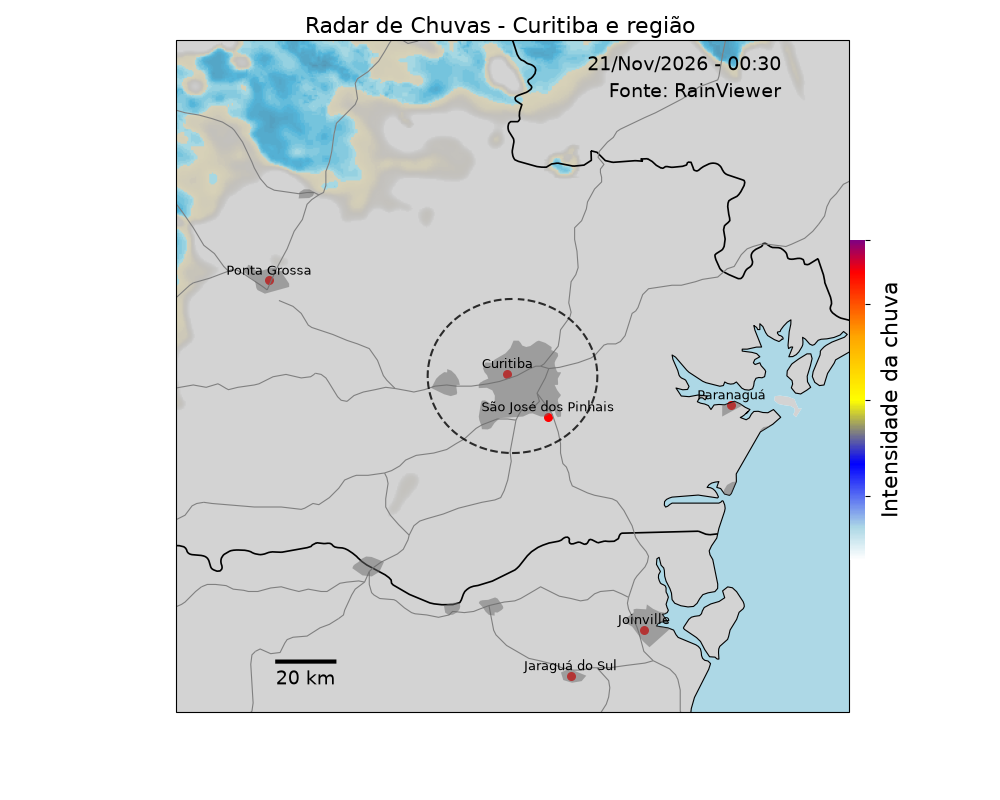 Radar de Chuvas - Curitiba e região
21/Nov/2026 - 00:30
Fonte: RainViewer
Ponta Grossa
Curitiba
São José dos Pinhais
Paranaguá
Intensidade da chuva
Joinville
Jaraguá do Sul
20 km